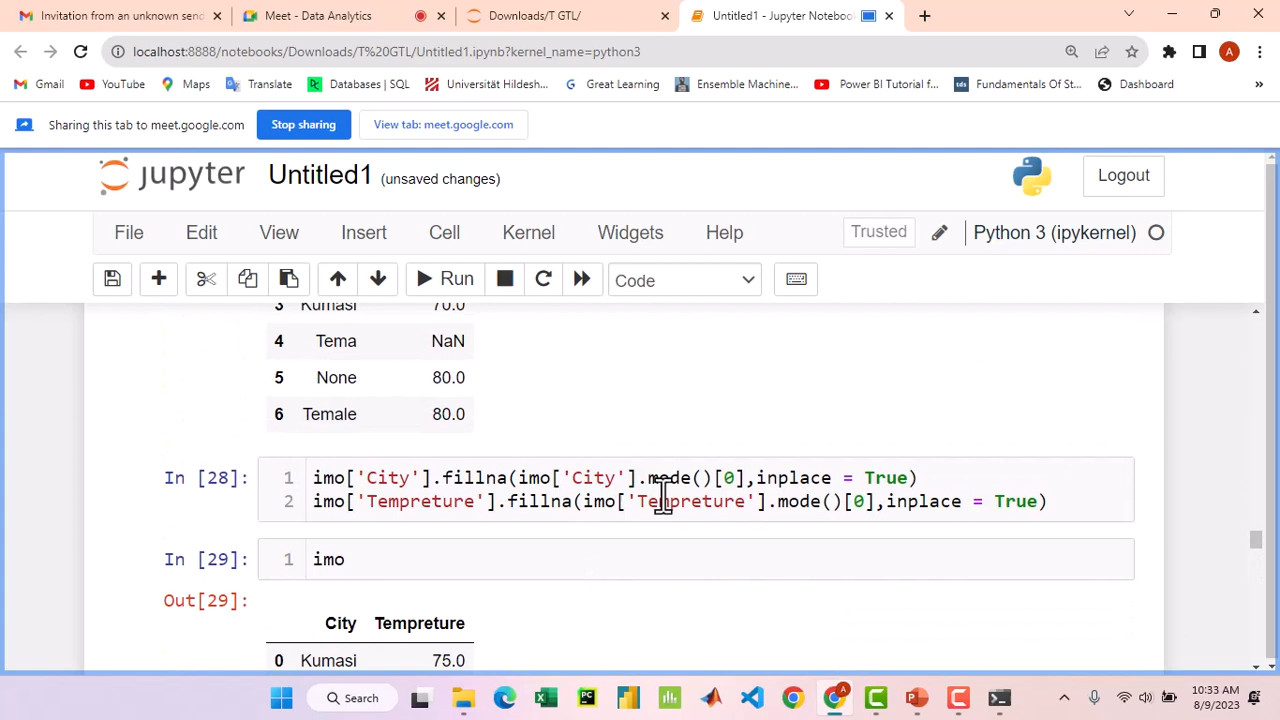 Invitation from an unknown send
Meet - Data Analytics
Downloads/T GTL/
Untitled1 - Jupyter Notebook
localhost:8888/notebooks/Downloads/T%20GTL/Untitled1.ipynb?kernel_name=python3
A
Gmail
YouTube
Maps
Translate
Databases | SQL
Universität Hildesh...
Great Learning
Ensemble Machine...
Power BI Tutorial f...
tds
Fundamentals Of St...
Dashboard
»
Sharing this tab to meet.google.com
Stop sharing
View tab: meet.google.com
jupyter
Untitled1 (unsaved changes)
Logout
File
Edit
View
Insert
Cell
Kernel
Widgets
Help
Trusted
Python 3 (ipykernel)
Run
Code
3 Kumasi 70.0
4 Tema NaN
5 None 80.0
6 Temale 80.0
In [28]:
1 imo['City'].fillna(imo['City'].mode()[0],inplace = True)
2 imo['Tempreture'].fillna(imo['Tempreture'].mode()[0],inplace = True)
In [29]:
1 imo
Out[29]:
City Tempreture
0 Kumasi 75.0
Search
PC
A
10:33 AM
8/9/2023